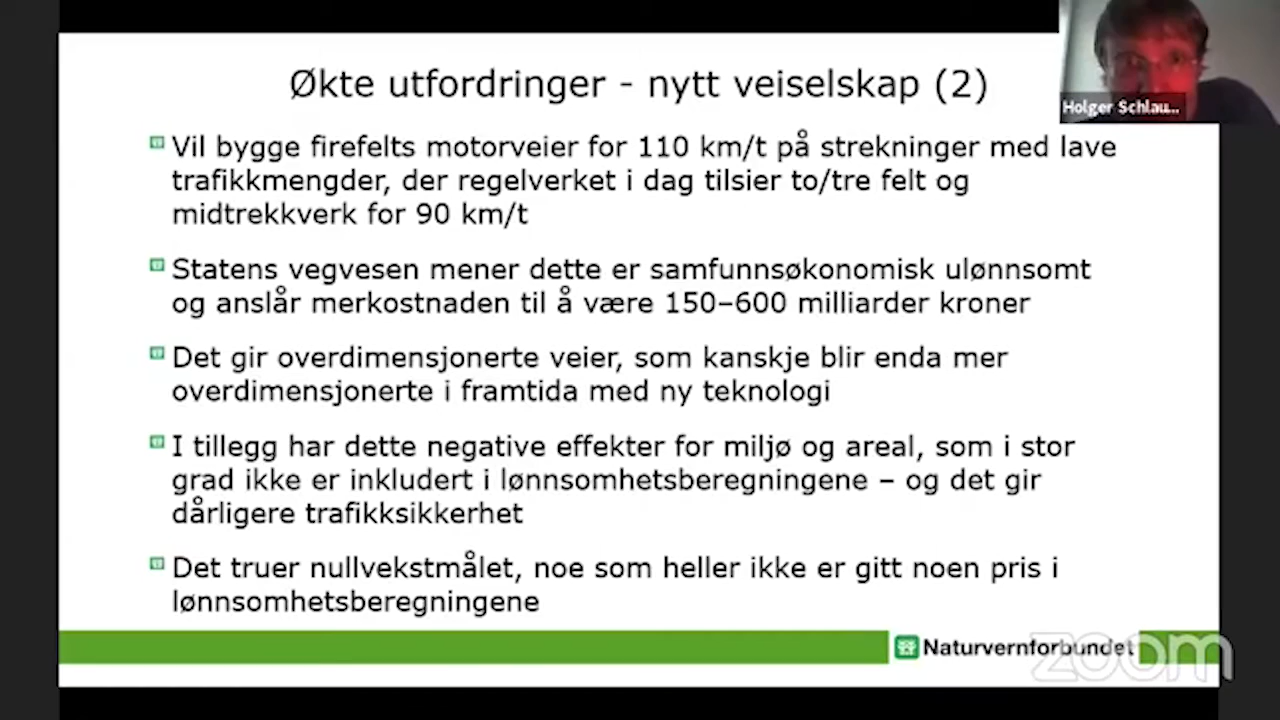 Økte utfordringer - nytt veiselskap (2)
Holger Schlau...
Vil bygge firefelts motorveier for 110 km/t på strekninger med lave
trafikkmengder, der regelverket i dag tilsier to/tre felt og
midtrekkverk for 90 km/t
Statens vegvesen mener dette er samfunnsøkonomisk ulønnsomt
og anslår merkostnaden til å være 150–600 milliarder kroner
Det gir overdimensjonerte veier, som kanskje blir enda mer
overdimensjonerte i framtida med ny teknologi
I tillegg har dette negative effekter for miljø og areal, som i stor
grad ikke er inkludert i lønnsomhetsberegningene – og det gir
dårligere trafikksikkerhet
Det truer nullvekstmålet, noe som heller ikke er gitt noen pris i
lønnsomhetsberegningene
Naturvernforbundet
zoom